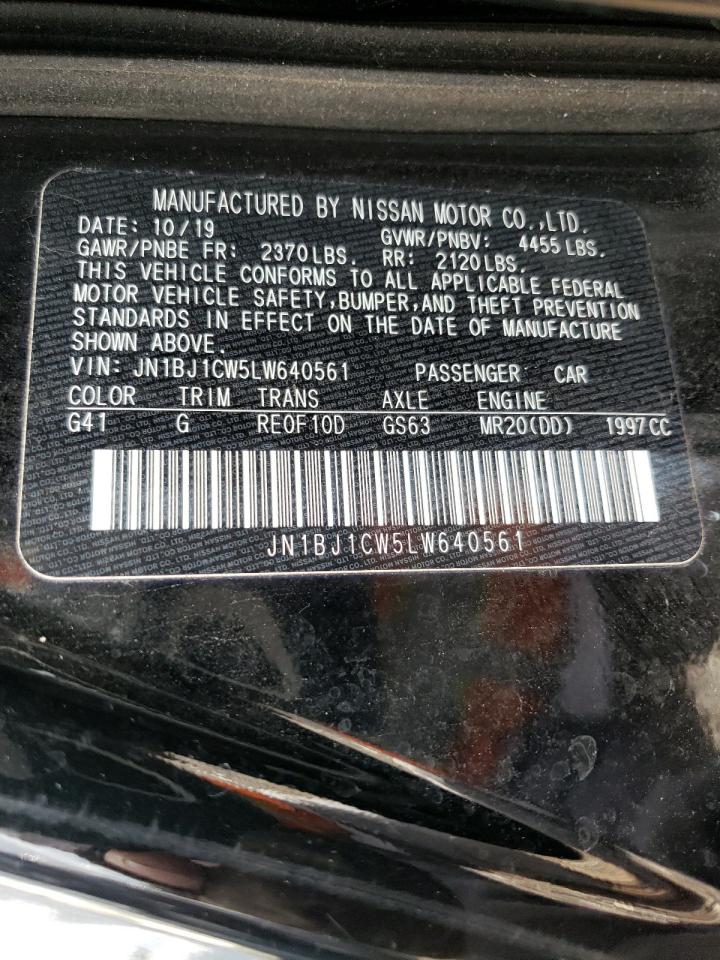 MANUFACTURED BY NISSAN MOTOR CO.,LTD.
DATE: 10/19 GVWR/PNBV: 4455 LBS.
GAWR/PNBE FR: 2370LBS. RR: 2120LBS.
THIS VEHICLE CONFORMS TO ALL APPLICABLE FEDERAL
MOTOR VEHICLE SAFETY,BUMPER,AND THEFT PREVENTION
STANDARDS IN EFFECT ON THE DATE OF MANUFACTURE
SHOWN ABOVE.
VIN: JN1BJ1CW5LW640561 PASSENGER CAR
COLOR TRIM TRANS AXLE ENGINE
G41 G RE0F10D GS63 MR20(DD) 1997CC
JN1BJ1CW5LW640561